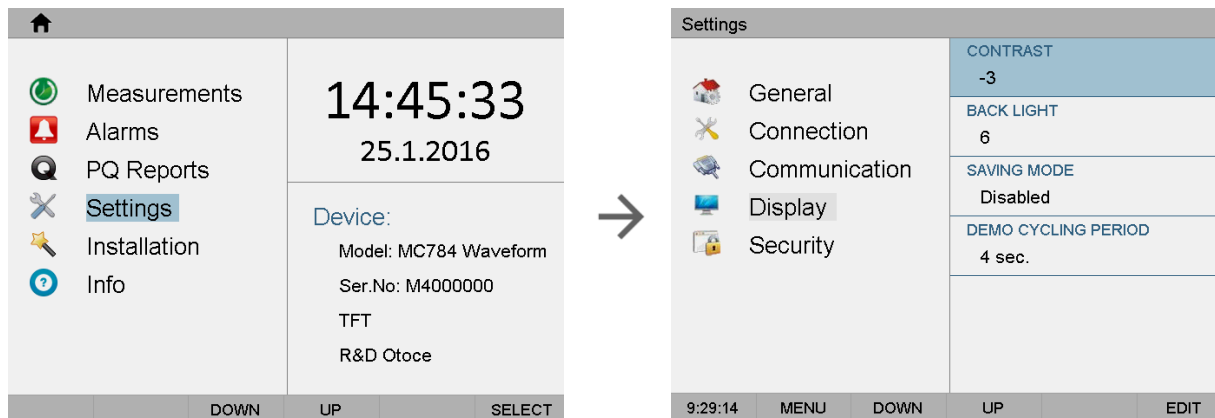 Measurements
Alarms
PQ Reports
Settings
Installation
Info
14:45:33
25.1.2016
Device:
Model: MC784 Waveform
Ser.No: M4000000
TFT
R&D Otoce
DOWN UP SELECT
Settings
General
Connection
Communication
Display
Security
CONTRAST
-3
BACK LIGHT
6
SAVING MODE
Disabled
DEMO CYCLING PERIOD
4 sec.
9:29:14 MENU DOWN UP EDIT